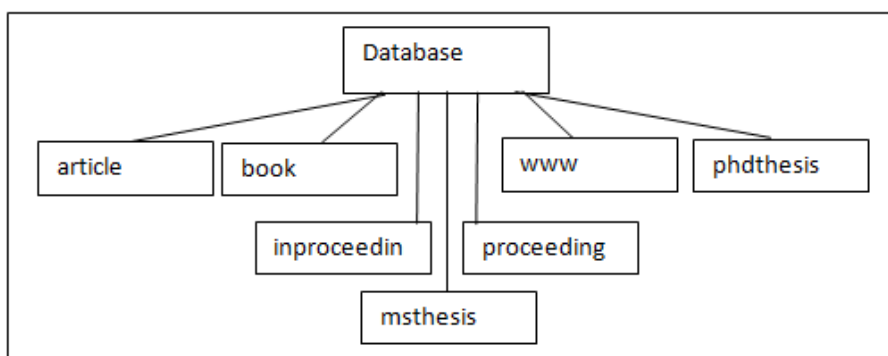 Database
article
book
www
phdthesis
inproceedin
proceeding
msthesis